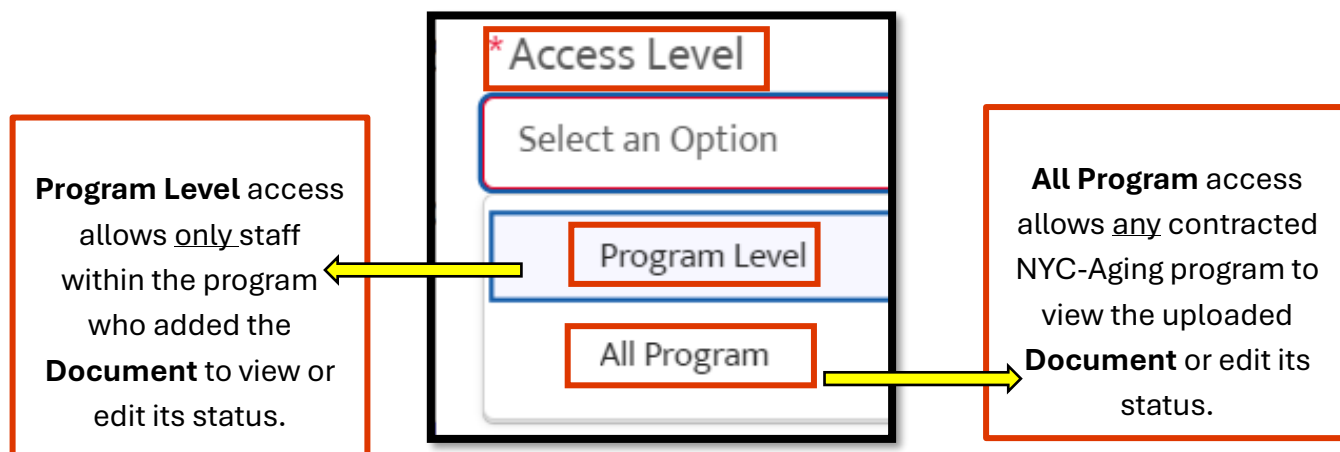 *Access Level
Select an Option
Program Level
All Program
Program Level access
allows only staff
within the program
who added the
Document to view or
edit its status.
All Program access
allows any contracted
NYC-Aging program to
view the uploaded
Document or edit its
status.